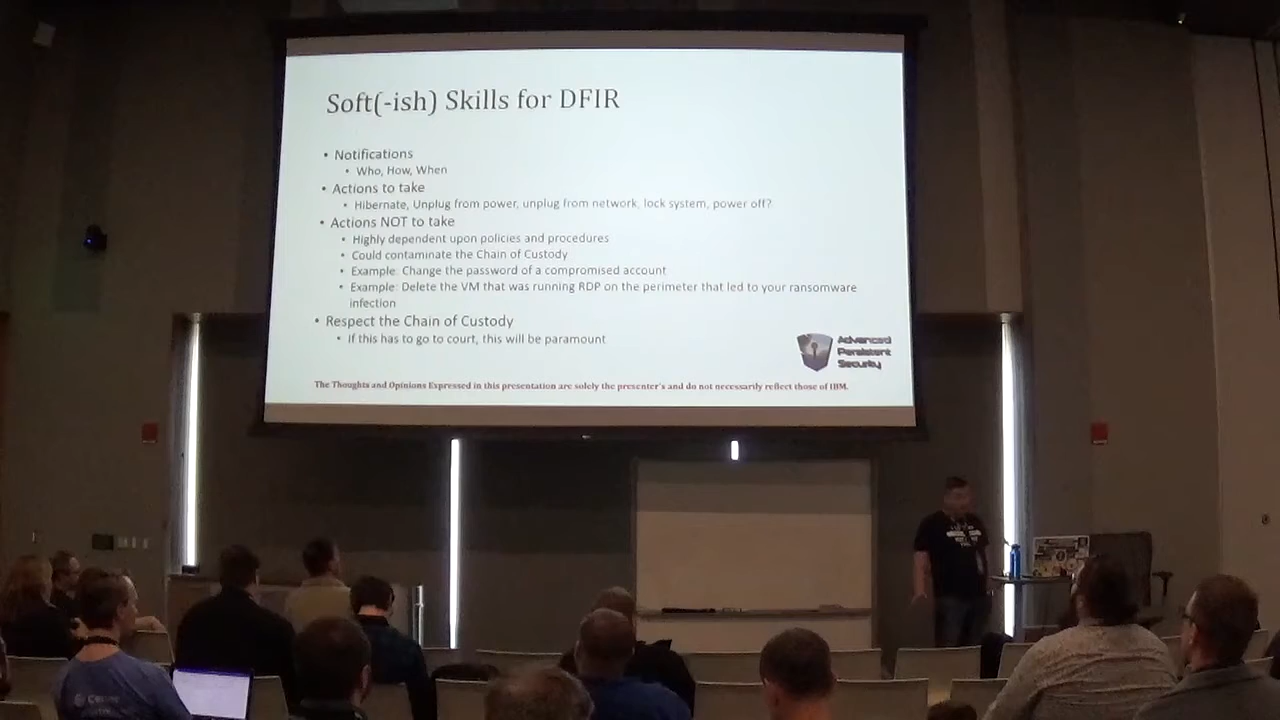 Soft(-ish) Skills for DFIR
• Notifications
• Who, How, When
• Actions to take
• Hibernate, Unplug from power, unplug from network, lock system, power off?
• Actions NOT to take
• Highly dependent upon policies and procedures
• Could contaminate the Chain of Custody
• Example: Change the password of a compromised account
• Example: Delete the VM that was running RDP on the perimeter that led to your ransomware
infection
• Respect the Chain of Custody
• If this has to go to court, this will be paramount
Advanced
Persistent
Security
The Thoughts and Opinions Expressed in this presentation are solely the presenter's and do not necessarily reflect those of IBM.